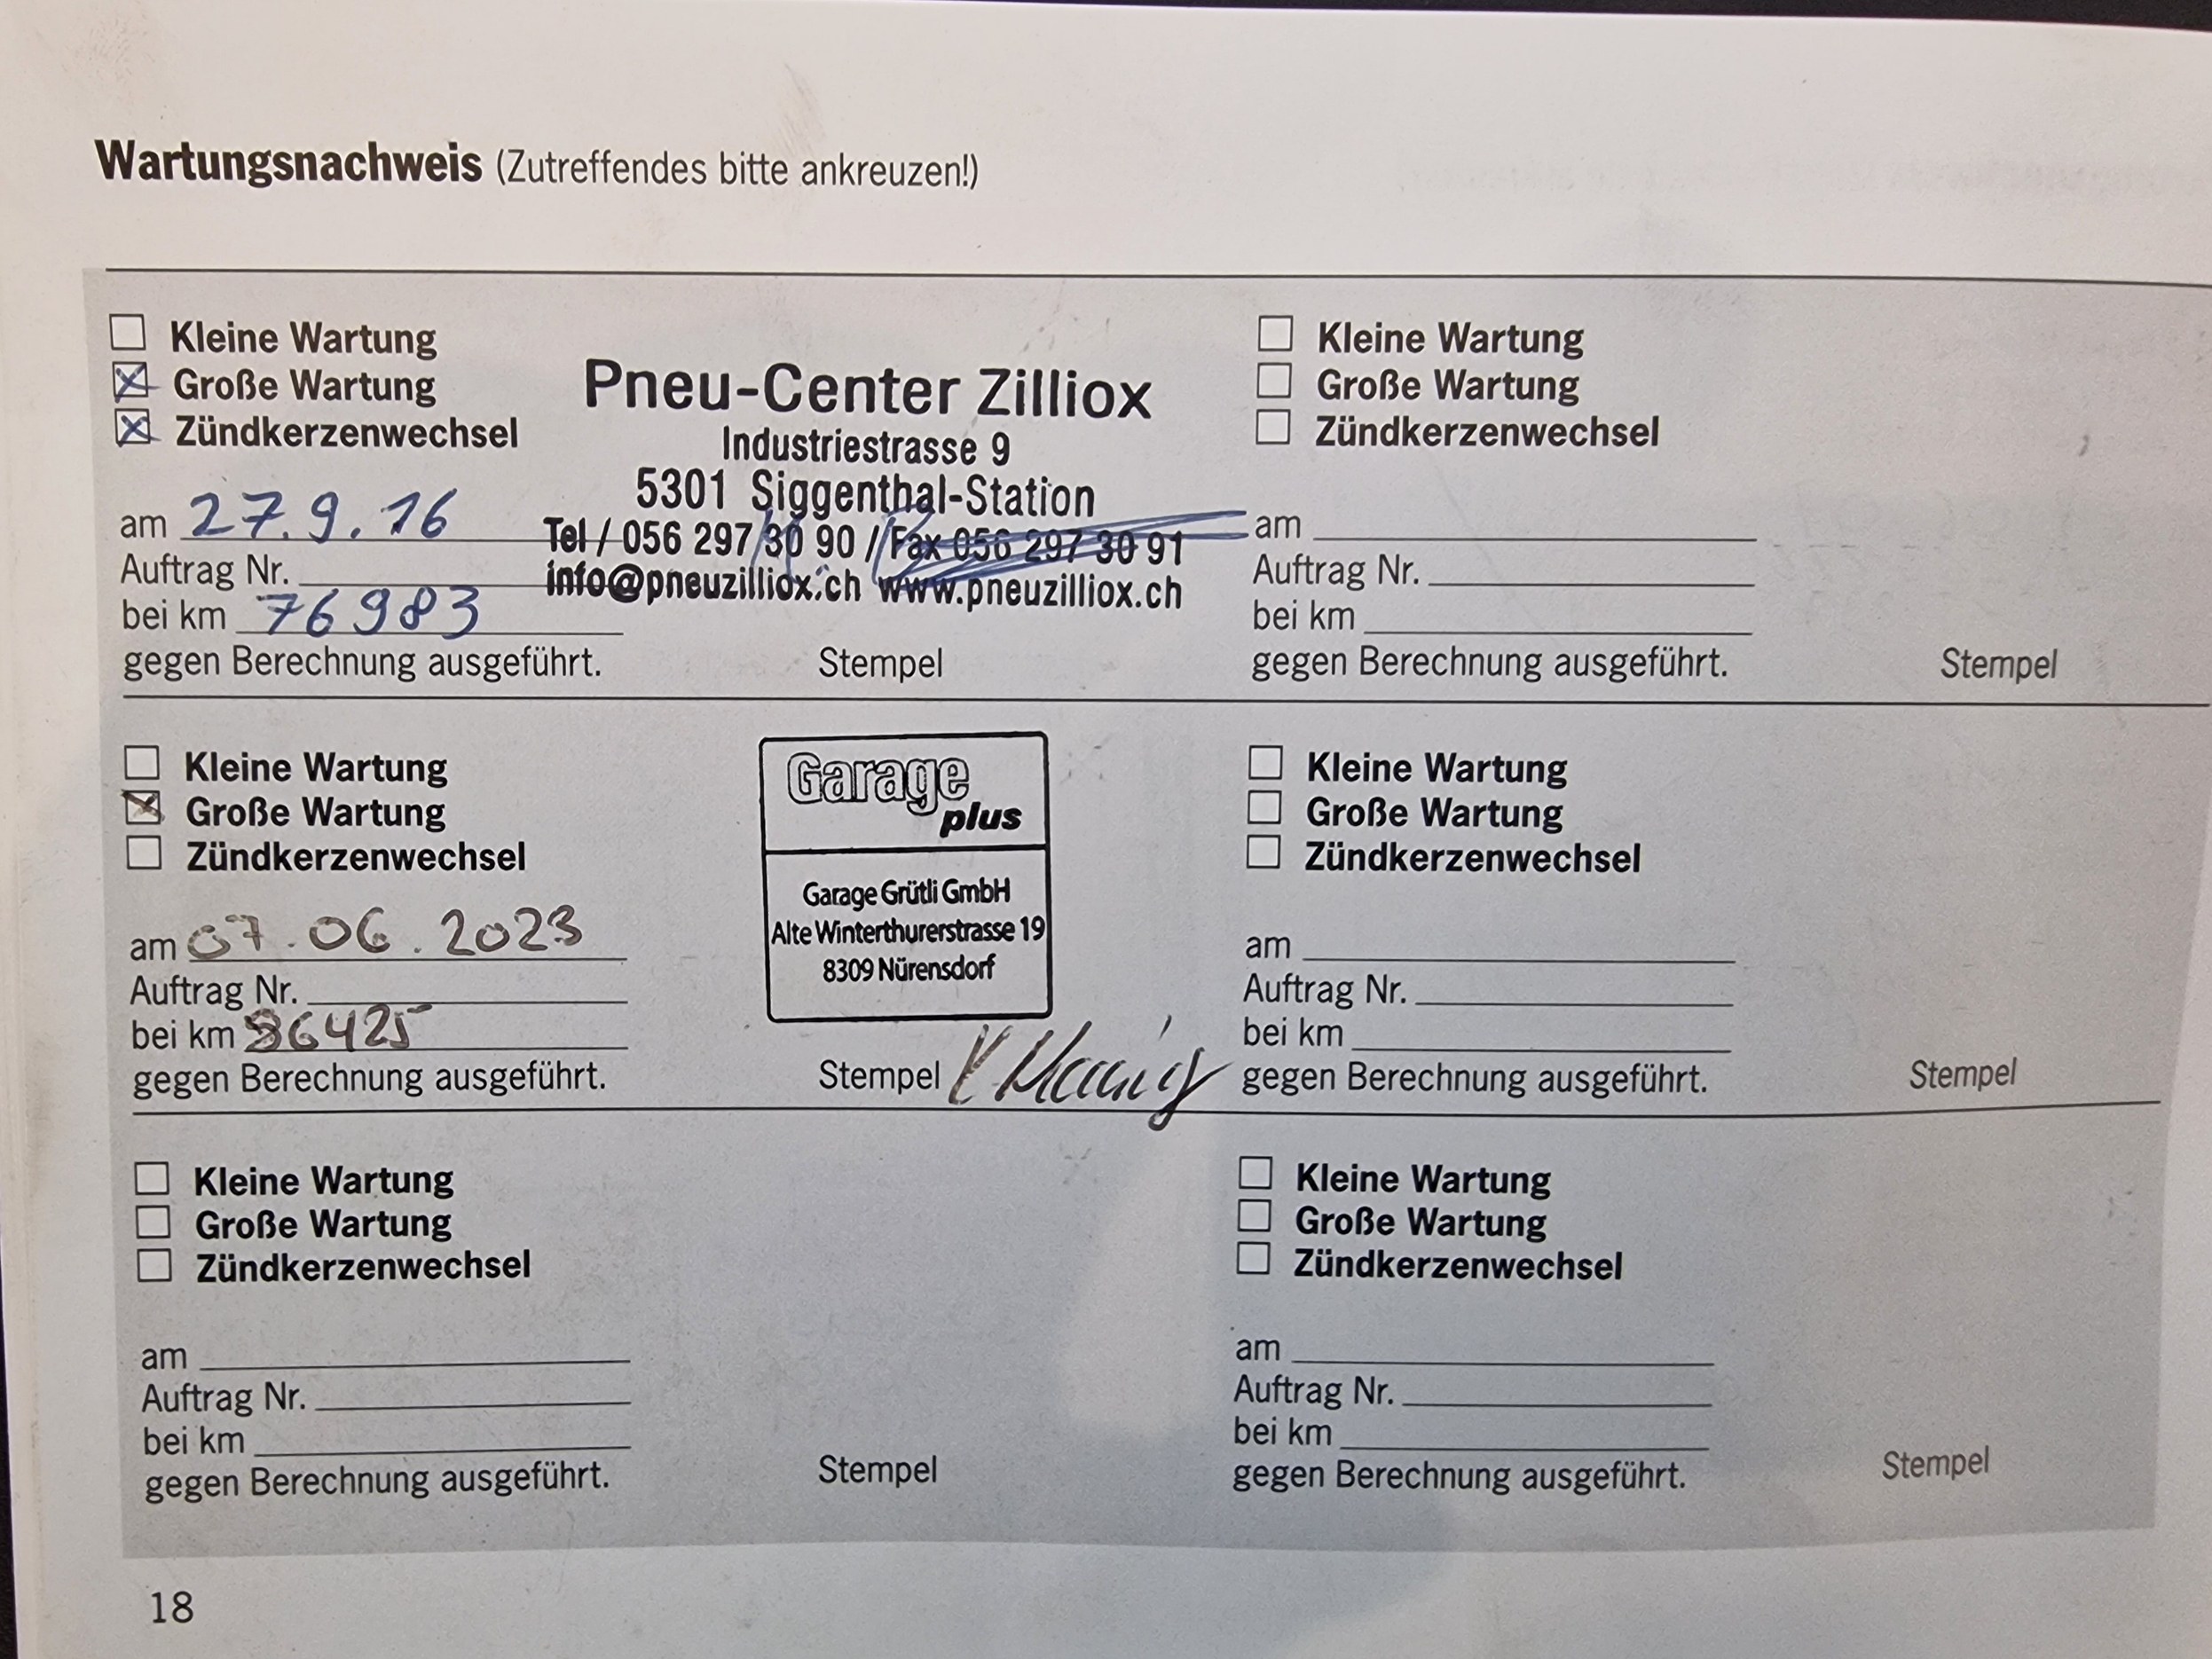 Wartungsnachweis (Zutreffendes bitte ankreuzen!)
Kleine Wartung
Große Wartung
Zündkerzenwechsel
am 27.9.16
Auftrag Nr.
bei km 76983
gegen Berechnung ausgeführt.
Pneu-Center Zilliox
Industriestrasse 9
5301 Siggenthal-Station
Tel / 056 297 30 90 / Fax 056 297 30 91
info@pneuzilliox.ch www.pneuzilliox.ch
Stempel
Kleine Wartung
Große Wartung
Zündkerzenwechsel
am
Auftrag Nr.
bei km
gegen Berechnung ausgeführt.
Stempel
Kleine Wartung
Große Wartung
Zündkerzenwechsel
am 07.06.2023
Auftrag Nr.
bei km 86425
gegen Berechnung ausgeführt.
Garage
plus
Garage Grütli GmbH
Alte Winterthurerstrasse 19
8309 Nürensdorf
Stempel
Kleine Wartung
Große Wartung
Zündkerzenwechsel
am
Auftrag Nr.
bei km
gegen Berechnung ausgeführt.
Stempel
Kleine Wartung
Große Wartung
Zündkerzenwechsel
am
Auftrag Nr.
bei km
gegen Berechnung ausgeführt.
Stempel
Kleine Wartung
Große Wartung
Zündkerzenwechsel
am
Auftrag Nr.
bei km
gegen Berechnung ausgeführt.
Stempel
18